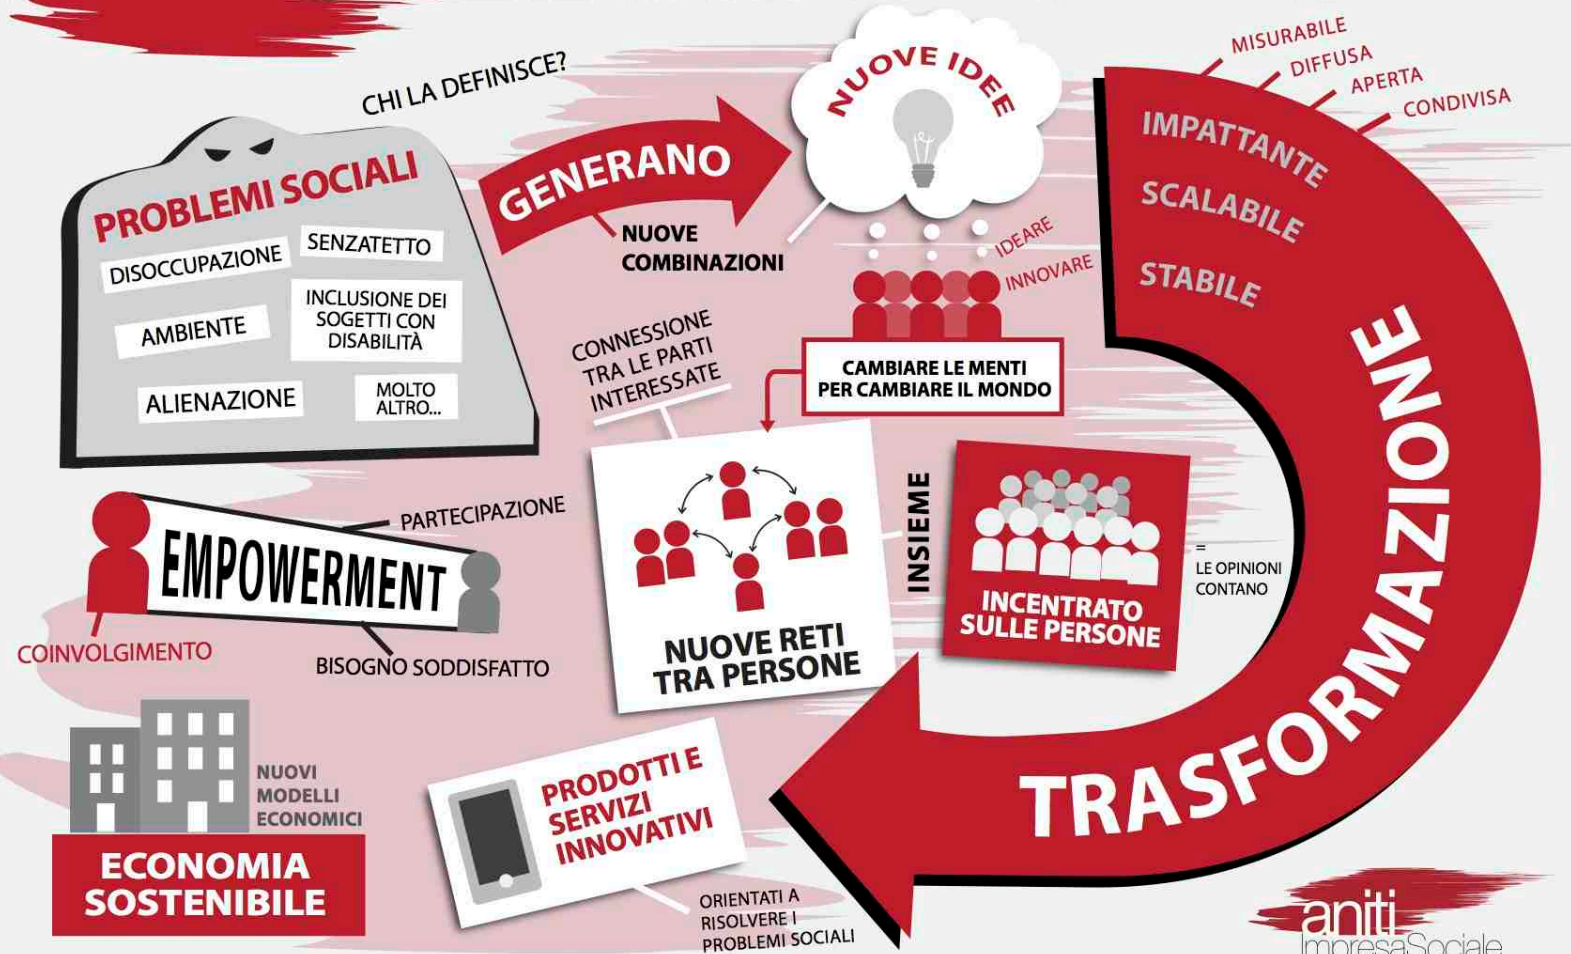 CHI LA DEFINISCE?
PROBLEMI SOCIALI
DISOCCUPAZIONE
SENZATETTO
AMBIENTE
INCLUSIONE DEI
SOGETTI CON
DISABILITÀ
ALIENAZIONE
MOLTO
ALTRO...
GENERANO
NUOVE
COMBINAZIONI
NUOVE IDEE
IDEARE
INNOVARE
CAMBIARE LE MENTI
PER CAMBIARE IL MONDO
MISURABILE
DIFFUSA
APERTA
CONDIVISA
IMPATTANTE
SCALABILE
STABILE
TRASFORMAZIONE
CONNESSIONE
TRA LE PARTI
INTERESSATE
NUOVE RETI
TRA PERSONE
INSIEME
INCENTRATO
SULLE PERSONE
=
LE OPINIONI
CONTANO
PARTECIPAZIONE
EMPOWERMENT
COINVOLGIMENTO
BISOGNO SODDISFATTO
NUOVI
MODELLI
ECONOMICI
ECONOMIA
SOSTENIBILE
PRODOTTI E
SERVIZI
INNOVATIVI
ORIENTATI A
RISOLVERE I
PROBLEMI SOCIALI
aniti
ImpresaSociale